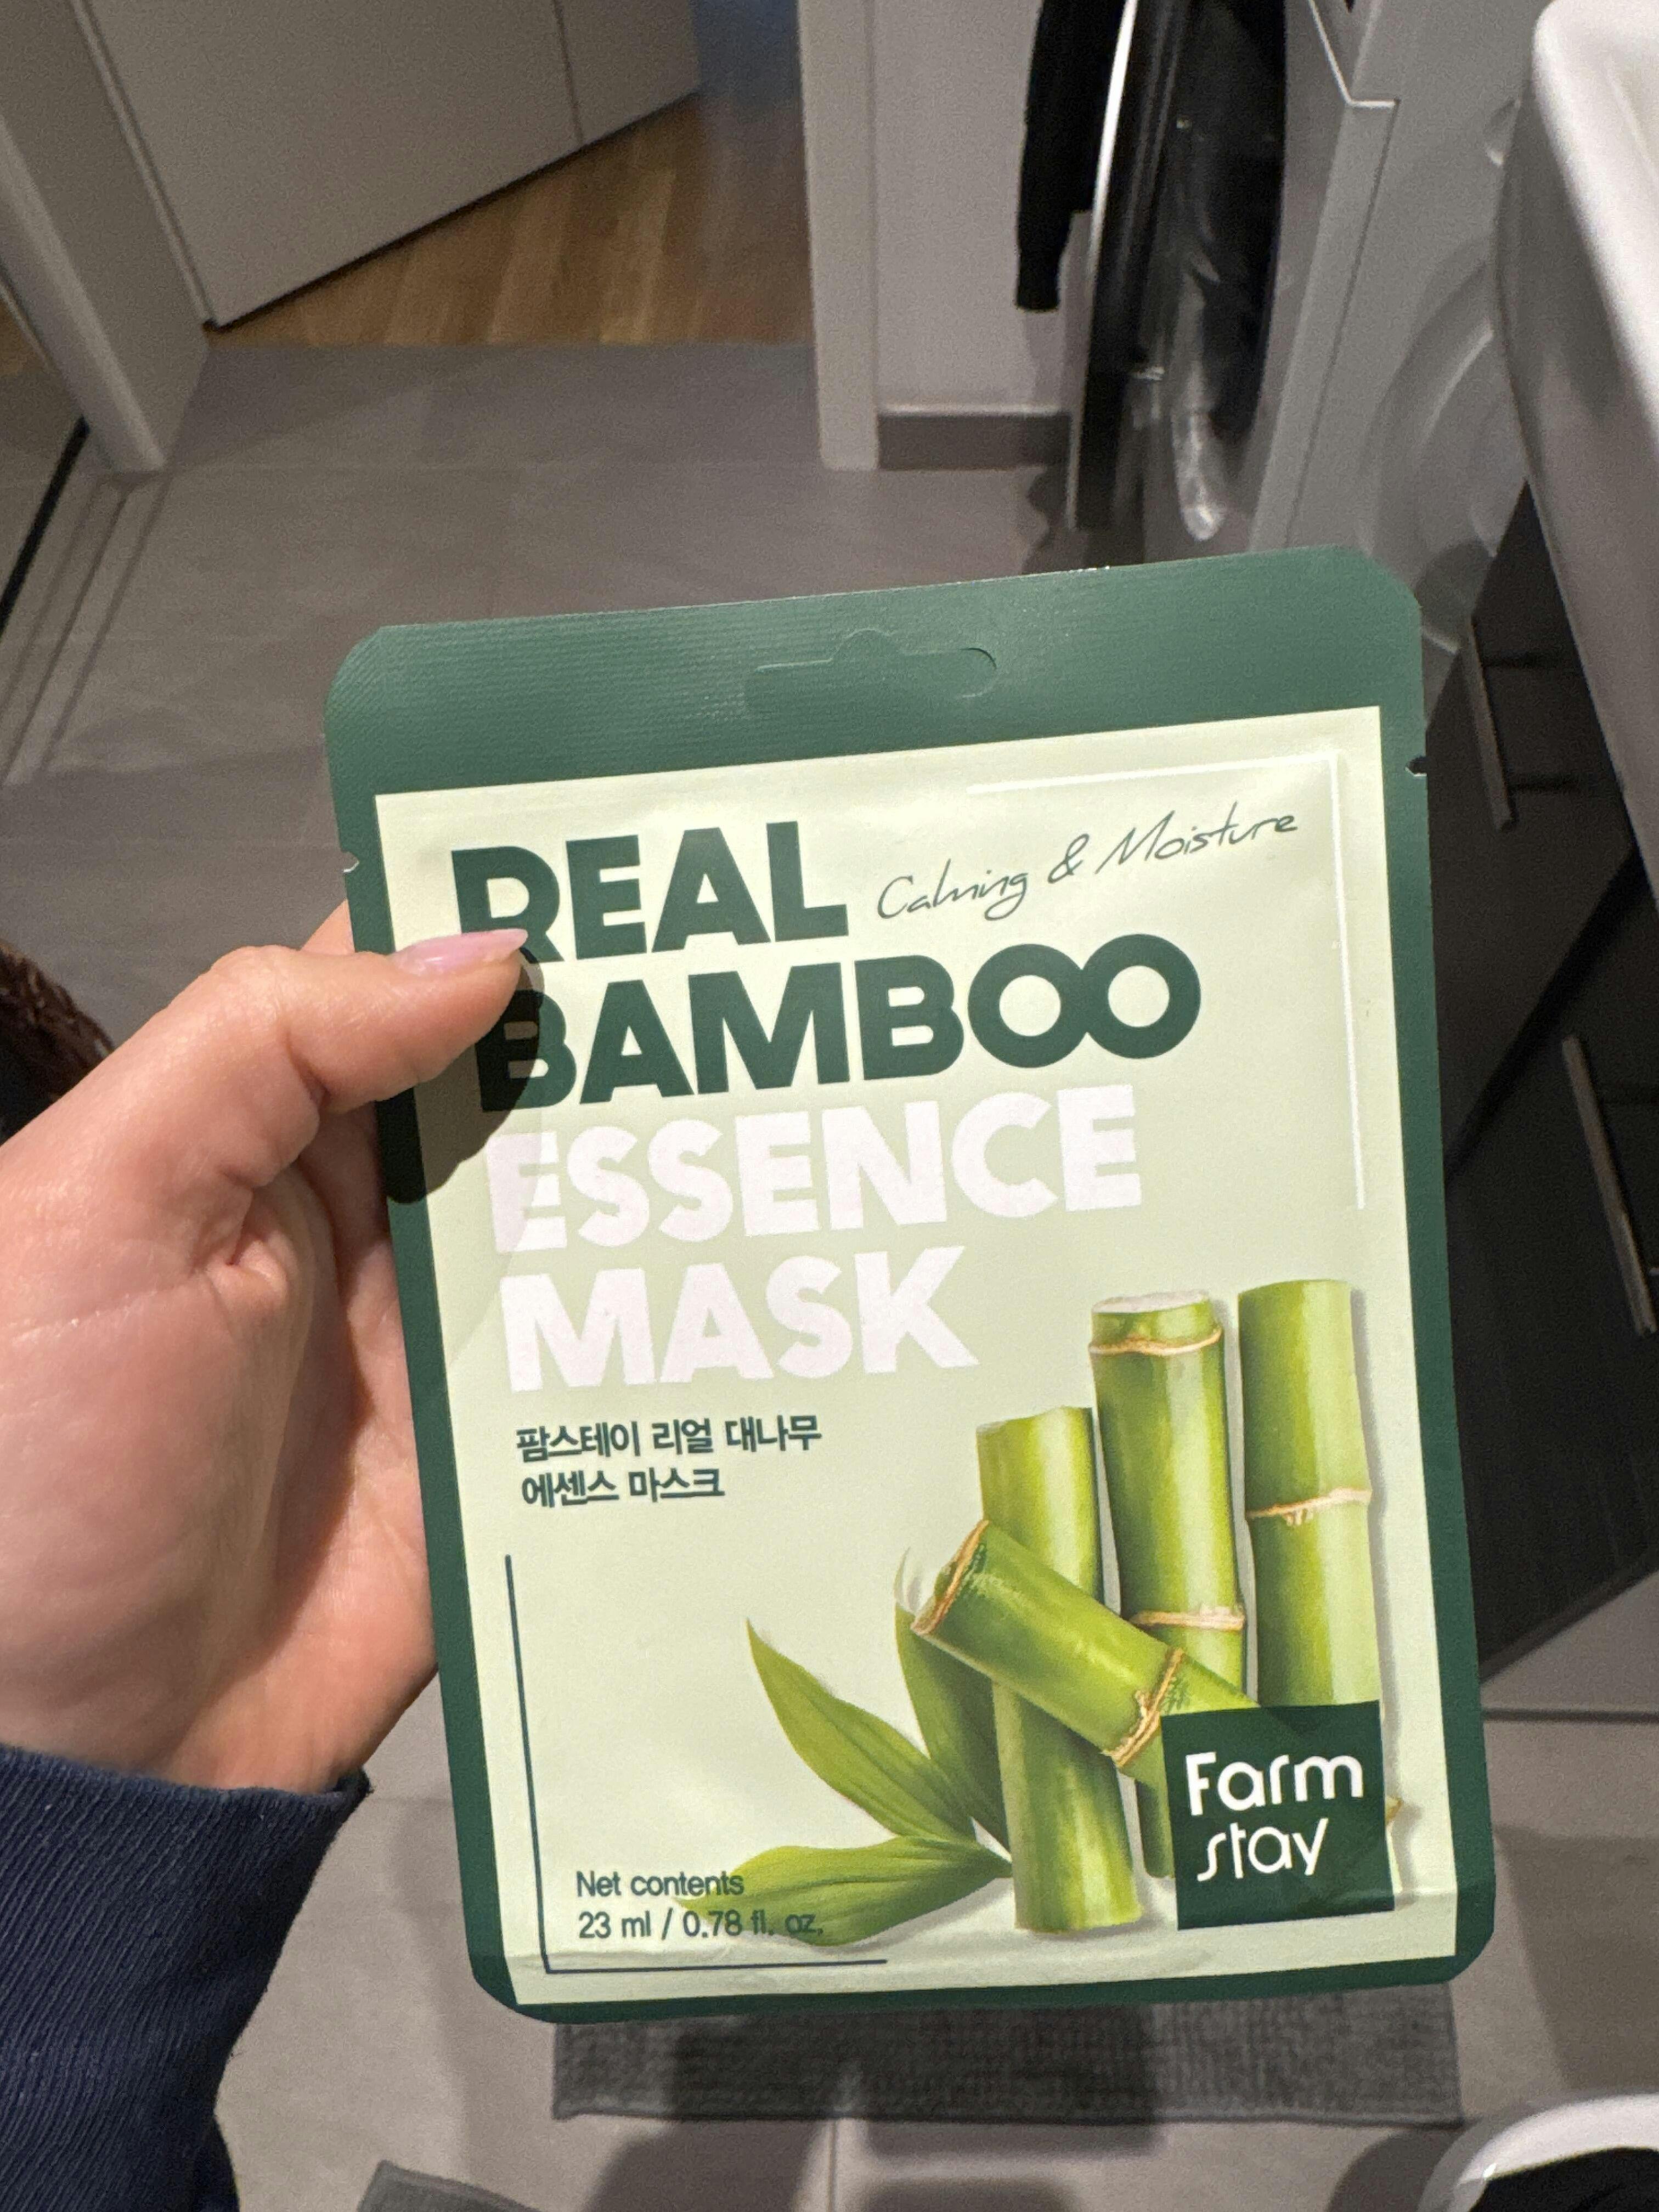 REAL Calming & Moisture
BAMBOO
ESSENCE
MASK
팜스테이 리얼 대나무
에센스 마스크
Net contents
23 ml / 0.78 fl. oz.
Farm
stay